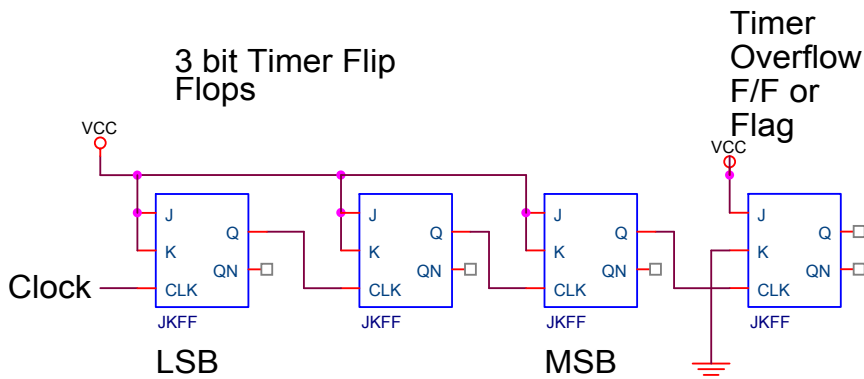 3 bit Timer Flip
Flops
Timer
Overflow
F/F or
Flag
VCC
VCC
J
K
CLK
Q
QN
JKFF
J
K
CLK
Q
QN
JKFF
J
K
CLK
Q
QN
JKFF
J
K
CLK
Q
QN
JKFF
Clock
LSB
MSB